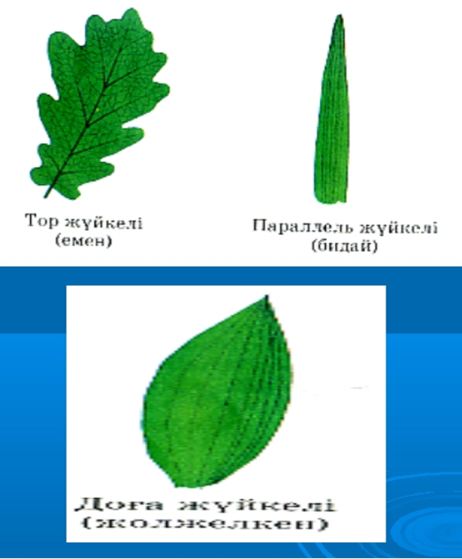 Тор жүйкелі
(емен)
Параллель жүйкелі
(бидай)
Доға жүйкелі
(жолжелкен)